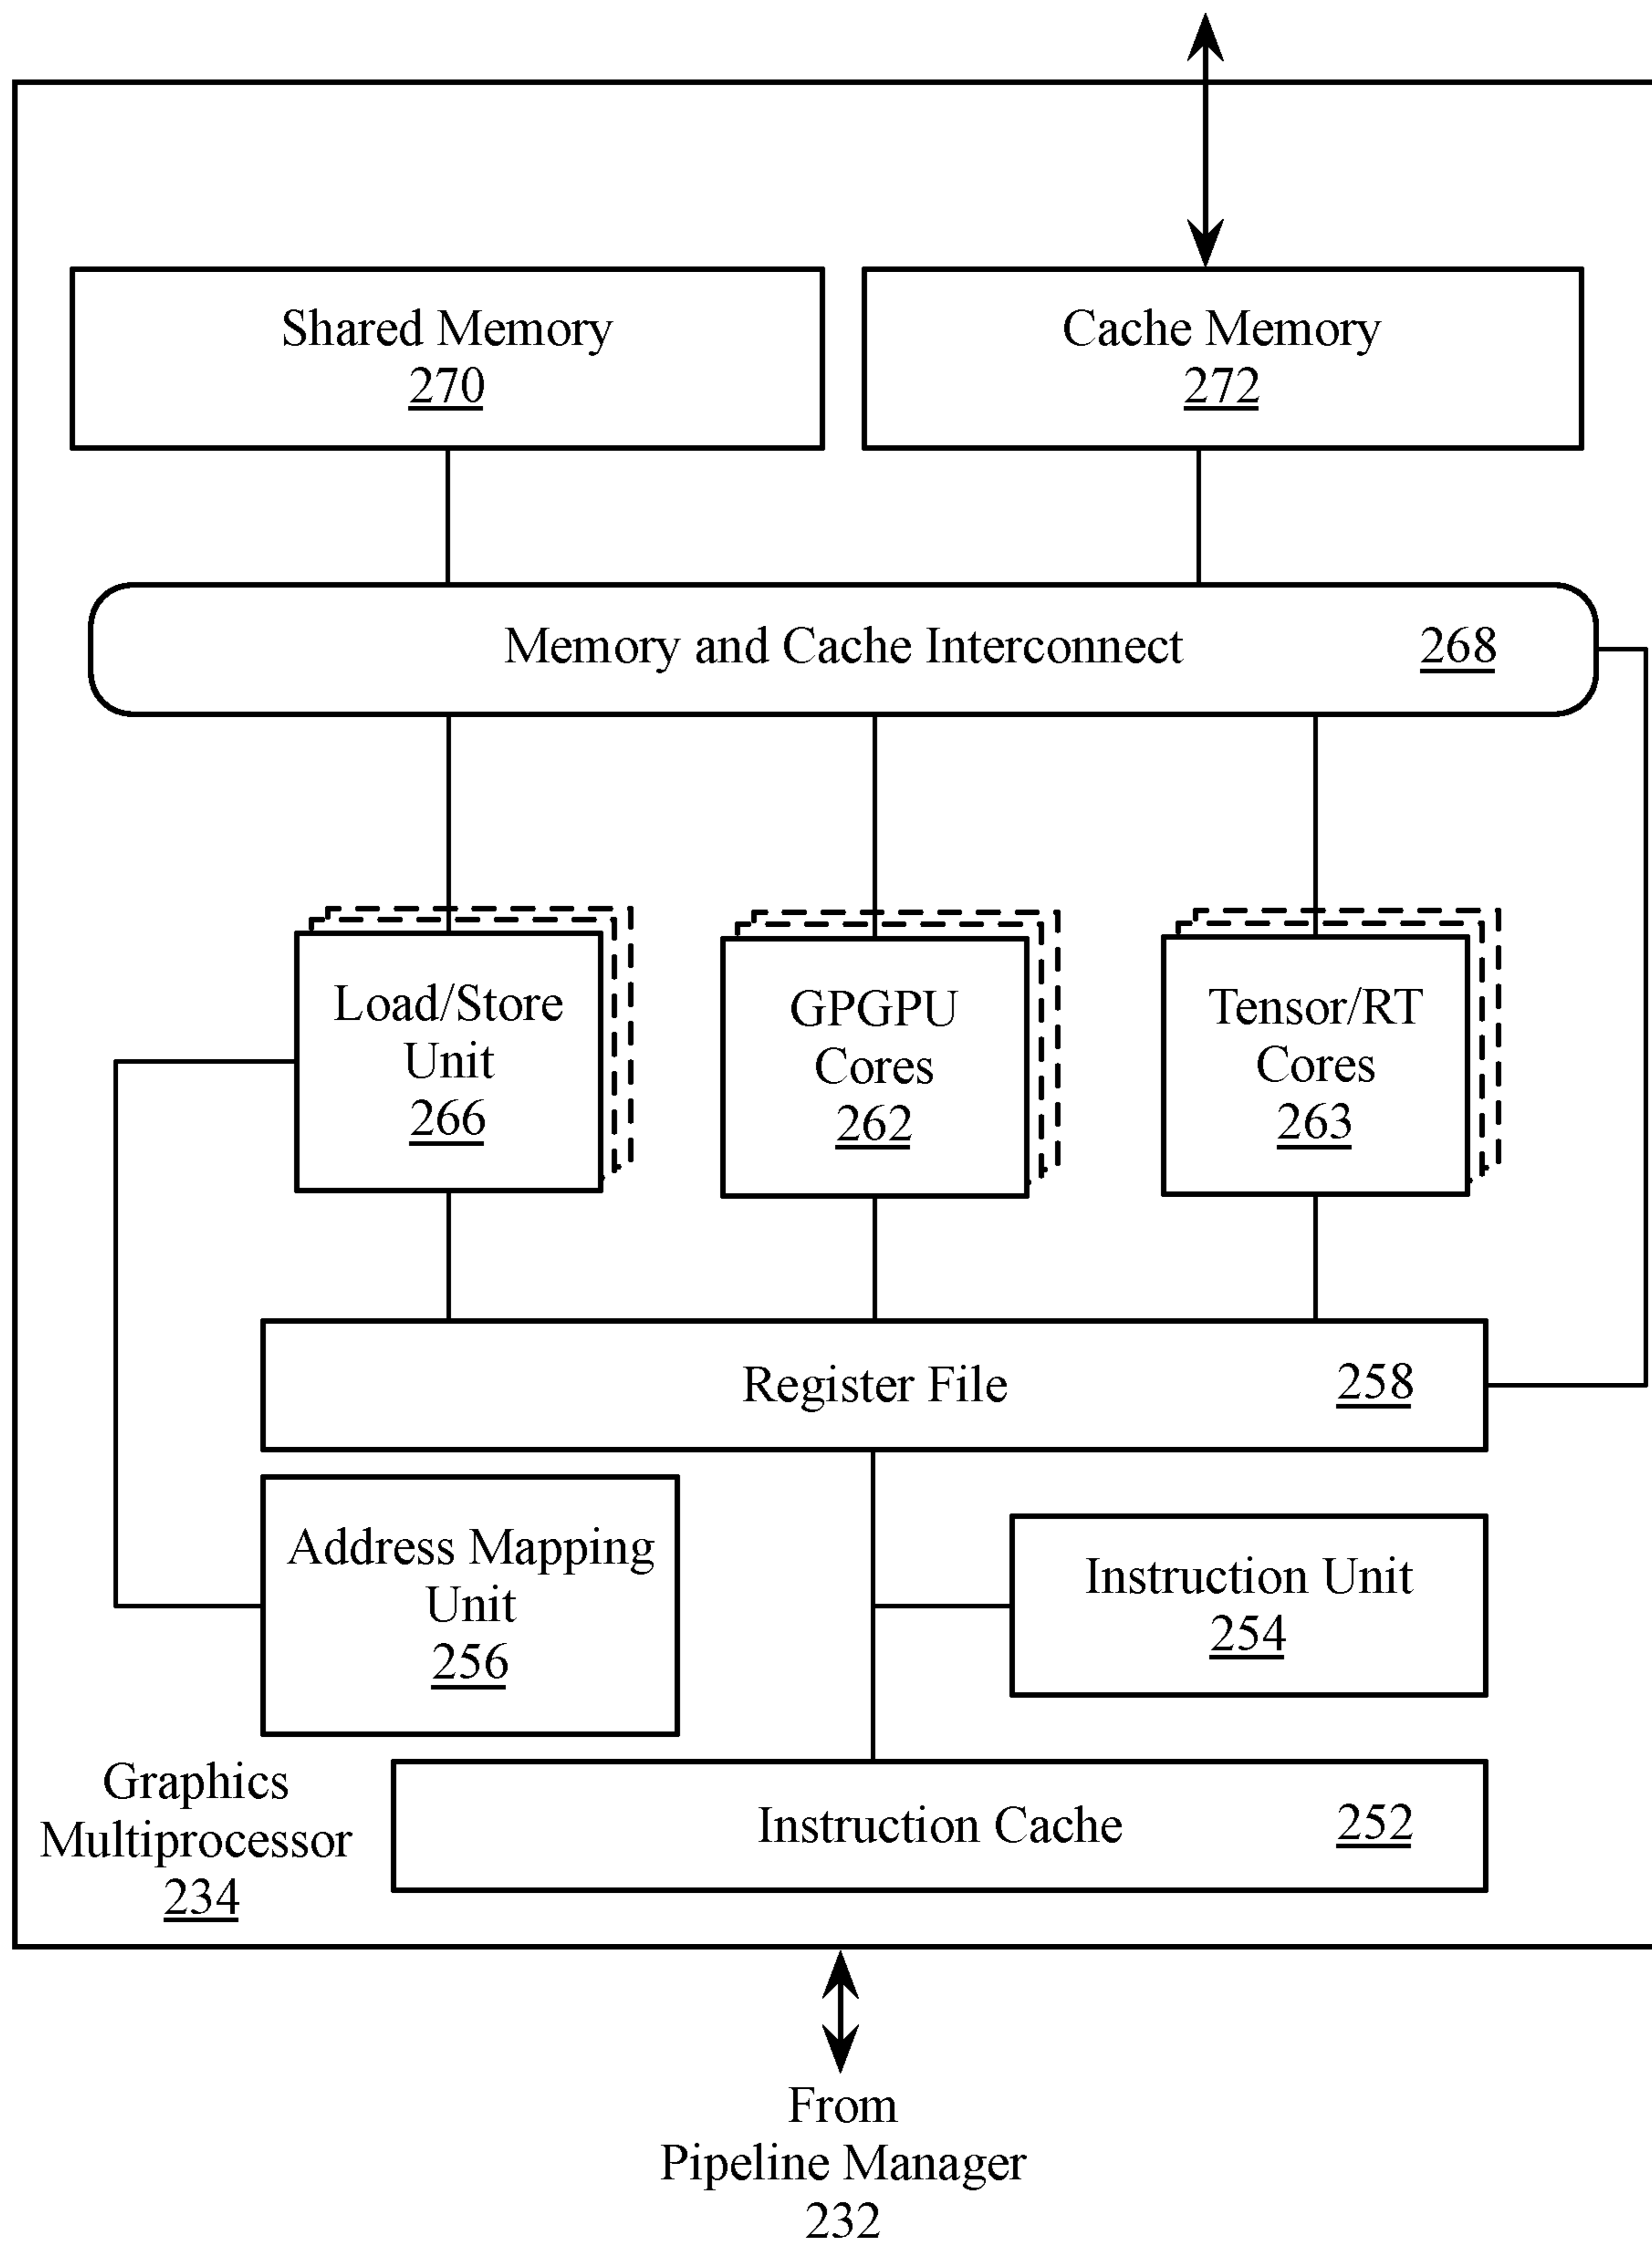 Shared Memory
270
Cache Memory
272
Memory and Cache Interconnect 268
Load/Store
Unit
266
GPGPU
Cores
262
Tensor/RT
Cores
263
Register File 258
Address Mapping
Unit
256
Instruction Unit
254
Graphics
Multiprocessor
234
Instruction Cache 252
From
Pipeline Manager
232